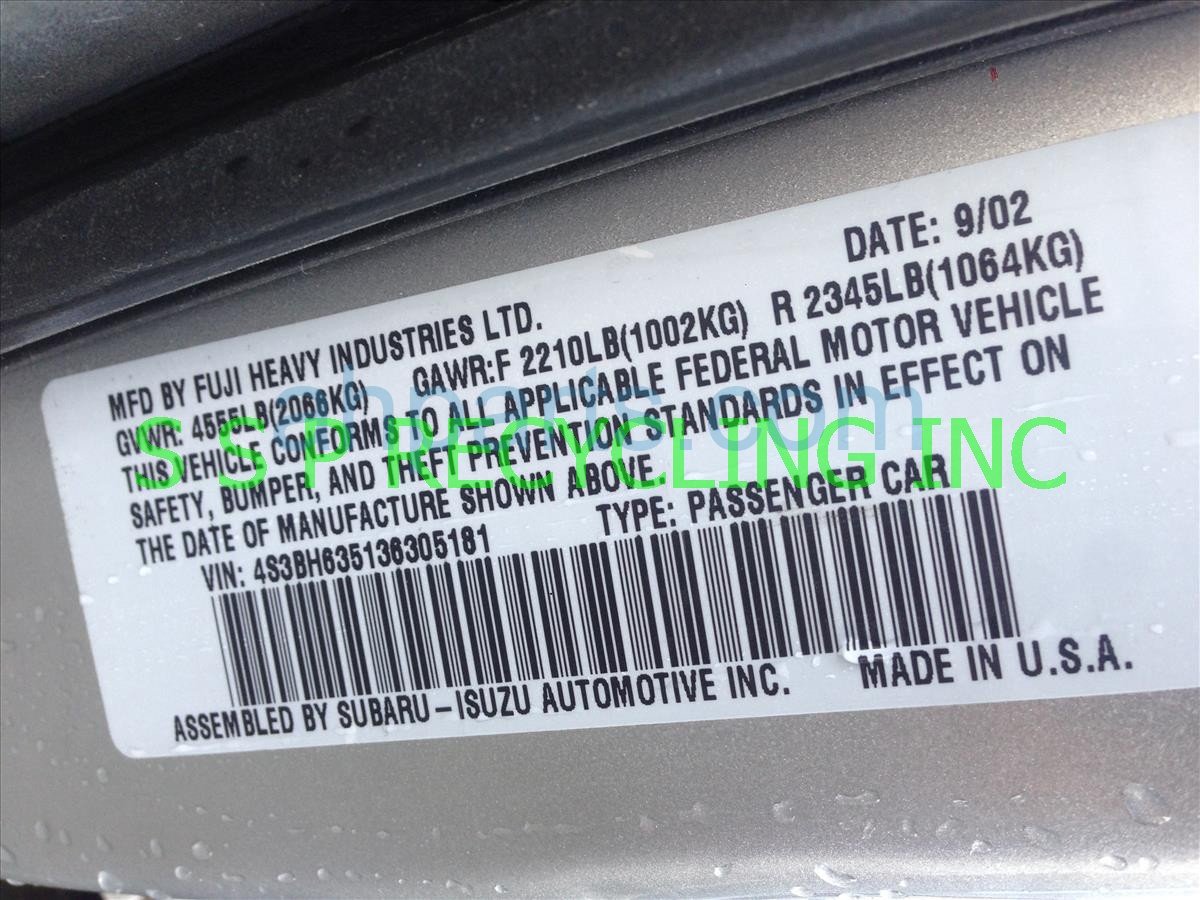 DATE: 9/02
MFD BY FUJI HEAVY INDUSTRIES LTD.
GVWR: 4555LB(2066KG) GAWR:F 2210LB(1002KG) R 2345LB(1064KG)
THIS VEHICLE CONFORMS TO ALL APPLICABLE FEDERAL MOTOR VEHICLE
SAFETY, BUMPER, AND THEFT PREVENTION STANDARDS IN EFFECT ON
THE DATE OF MANUFACTURE SHOWN ABOVE.
VIN: 4S3BH635136305181 TYPE: PASSENGER CAR
ASSEMBLED BY SUBARU-ISUZU AUTOMOTIVE INC. MADE IN U.S.A.
ahparts.com
S S P RECYCLING INC